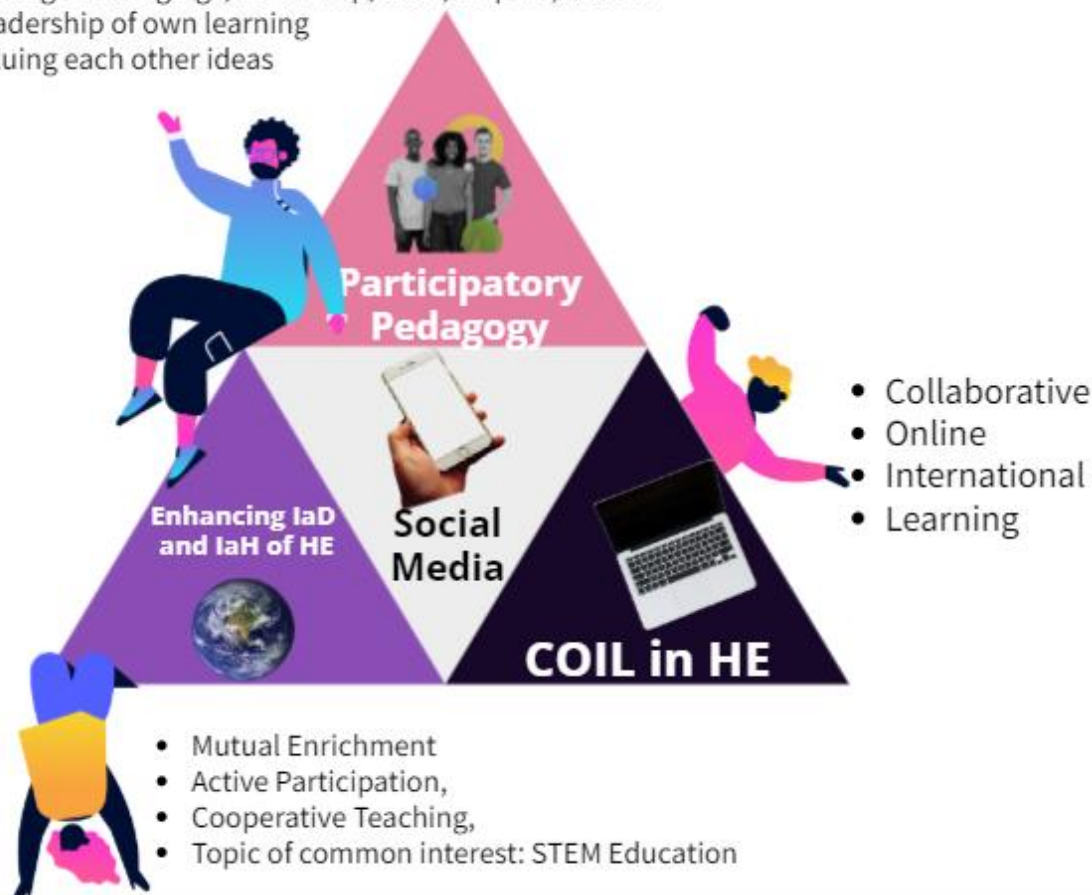 adership of own learning
uing each other ideas
Participatory
Pedagogy
Enhancing IaD
and IaH of HE
Social
Media
COIL in HE
• Collaborative
• Online
• International
• Learning
• Mutual Enrichment
• Active Participation,
• Cooperative Teaching,
• Topic of common interest: STEM Education